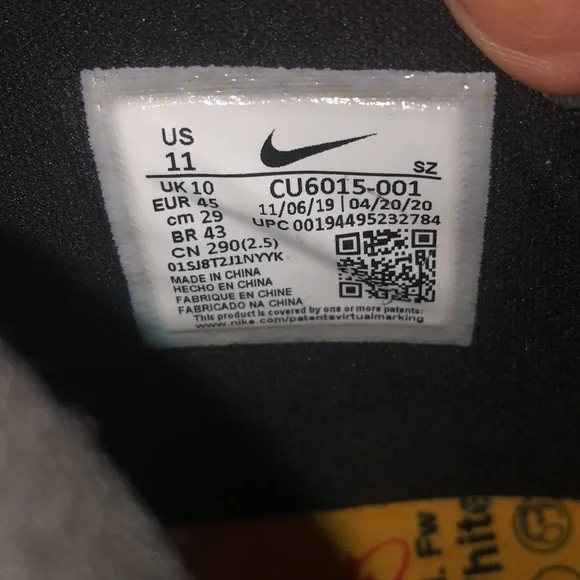 US
11
SZ
UK 10
EUR 45
cm 29
BR 43
CN 290(2.5)
01SJ8T2J1NYYK
CU6015-001
11/06/19 | 04/20/20
UPC 00194495232784
MADE IN CHINA
HECHO EN CHINA
FABRIQUE EN CHINE
FABRICADO NA CHINA
This product is covered by one or more patents:
www.nike.com/patentsvirtualmarking
Fw
hite